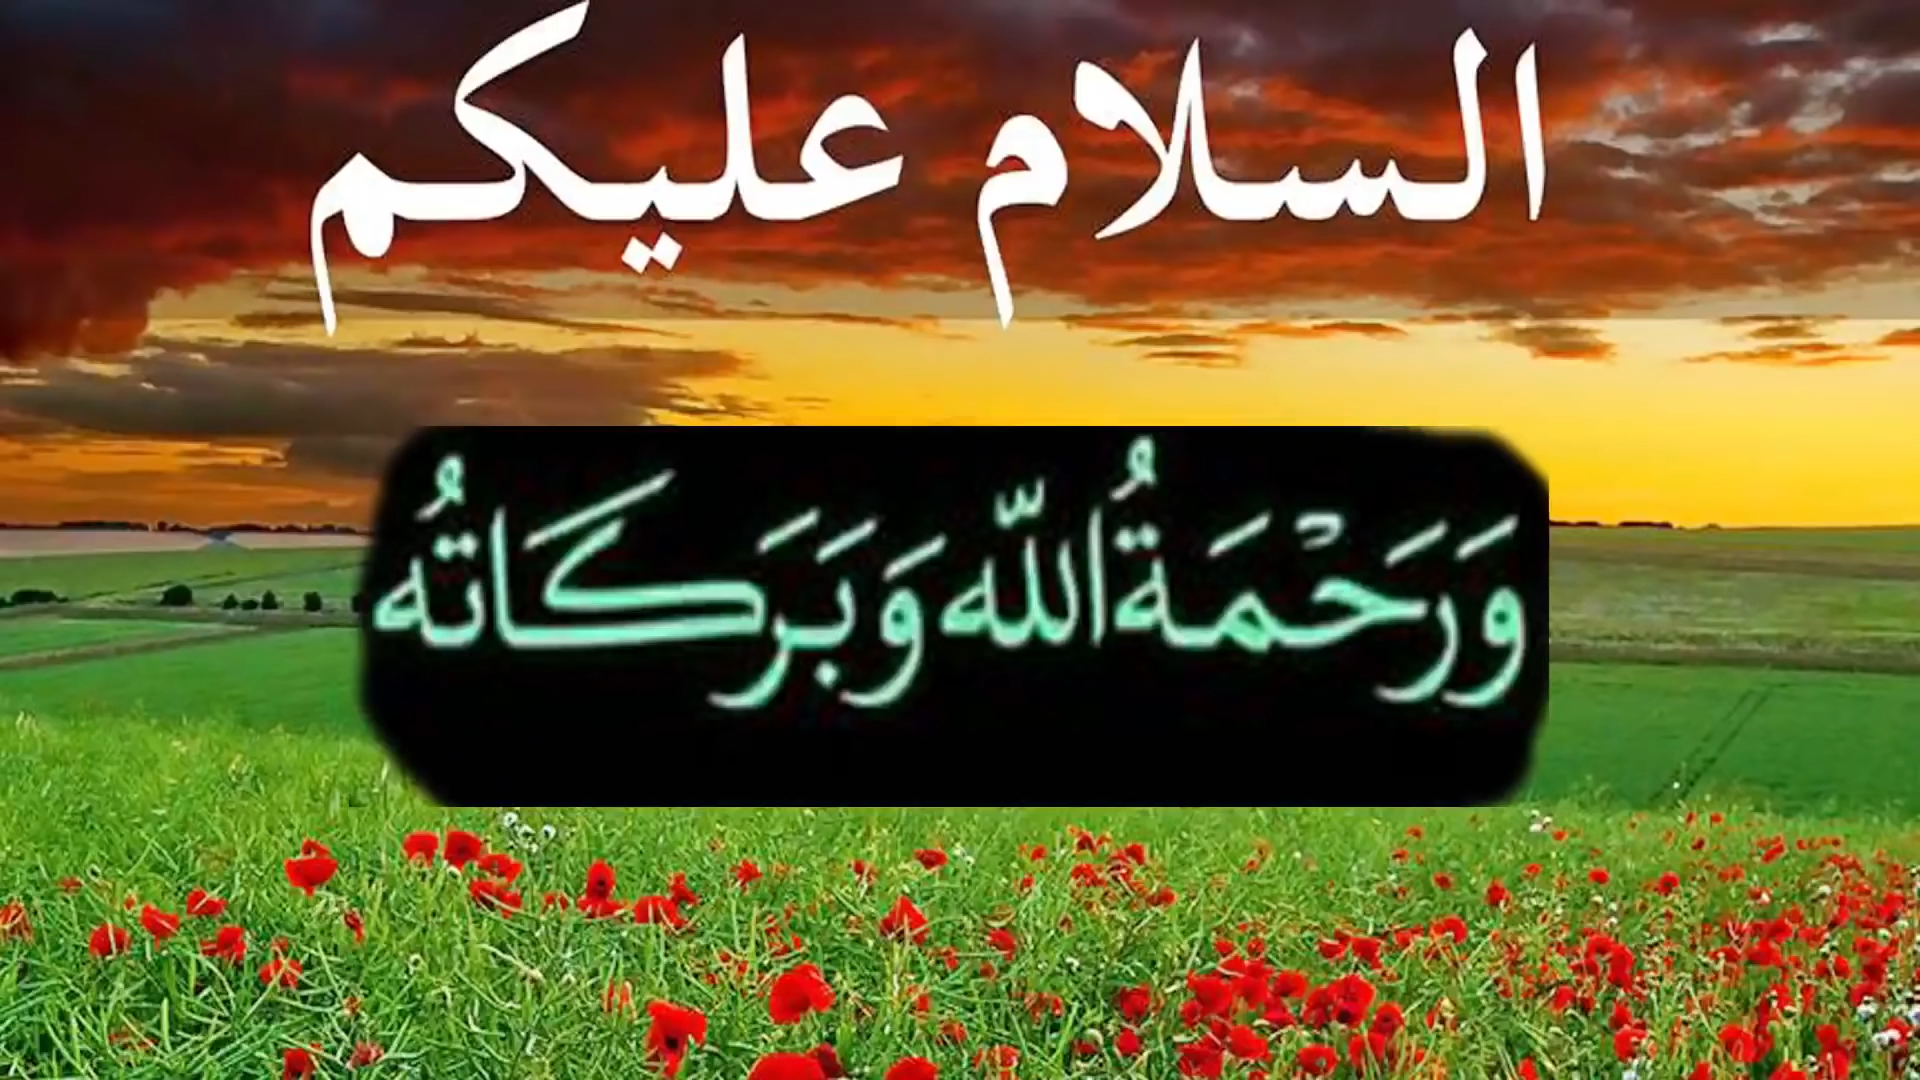 السلام عليكم
وَرَحْمَةُ اللّه وَبَرَكَاتُه